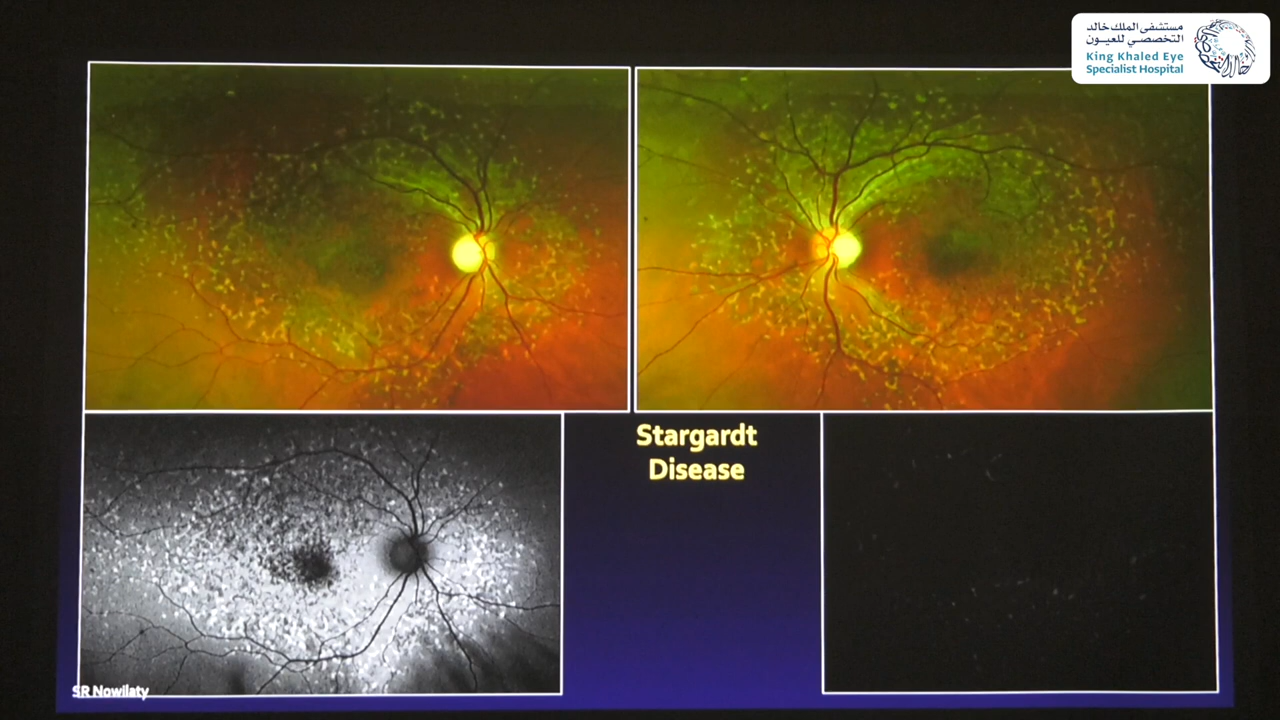 مستشفى الملك خالد
التخصصي للعيون
King Khaled Eye
Specialist Hospital
Stargardt
Disease
SR Nowilaty